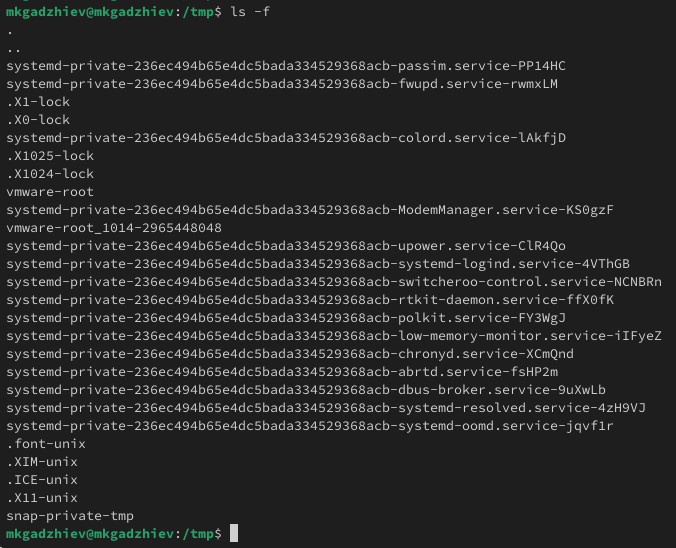 mkgadzhiev@mkgadzhiev:/tmp$ ls -f
.
..
systemd-private-236ec494b65e4dc5bada334529368acb-passim.service-PP14HC
systemd-private-236ec494b65e4dc5bada334529368acb-fwupd.service-rwmxLM
.X1-lock
.X0-lock
systemd-private-236ec494b65e4dc5bada334529368acb-colord.service-lAkfjD
.X1025-lock
.X1024-lock
vmware-root
systemd-private-236ec494b65e4dc5bada334529368acb-ModemManager.service-KS0gzF
vmware-root_1014-2965448048
systemd-private-236ec494b65e4dc5bada334529368acb-upower.service-ClR4Qo
systemd-private-236ec494b65e4dc5bada334529368acb-systemd-logind.service-4VThGB
systemd-private-236ec494b65e4dc5bada334529368acb-switcheroo-control.service-NCNBRn
systemd-private-236ec494b65e4dc5bada334529368acb-rtkit-daemon.service-ffX0fK
systemd-private-236ec494b65e4dc5bada334529368acb-polkit.service-FY3WgJ
systemd-private-236ec494b65e4dc5bada334529368acb-low-memory-monitor.service-iIFyeZ
systemd-private-236ec494b65e4dc5bada334529368acb-chronyd.service-XCmQnd
systemd-private-236ec494b65e4dc5bada334529368acb-abrtd.service-fsHP2m
systemd-private-236ec494b65e4dc5bada334529368acb-dbus-broker.service-9uXwLb
systemd-private-236ec494b65e4dc5bada334529368acb-systemd-resolved.service-4zH9VJ
systemd-private-236ec494b65e4dc5bada334529368acb-systemd-oomd.service-jqvf1r
.font-unix
.XIM-unix
.ICE-unix
.X11-unix
snap-private-tmp
mkgadzhiev@mkgadzhiev:/tmp$